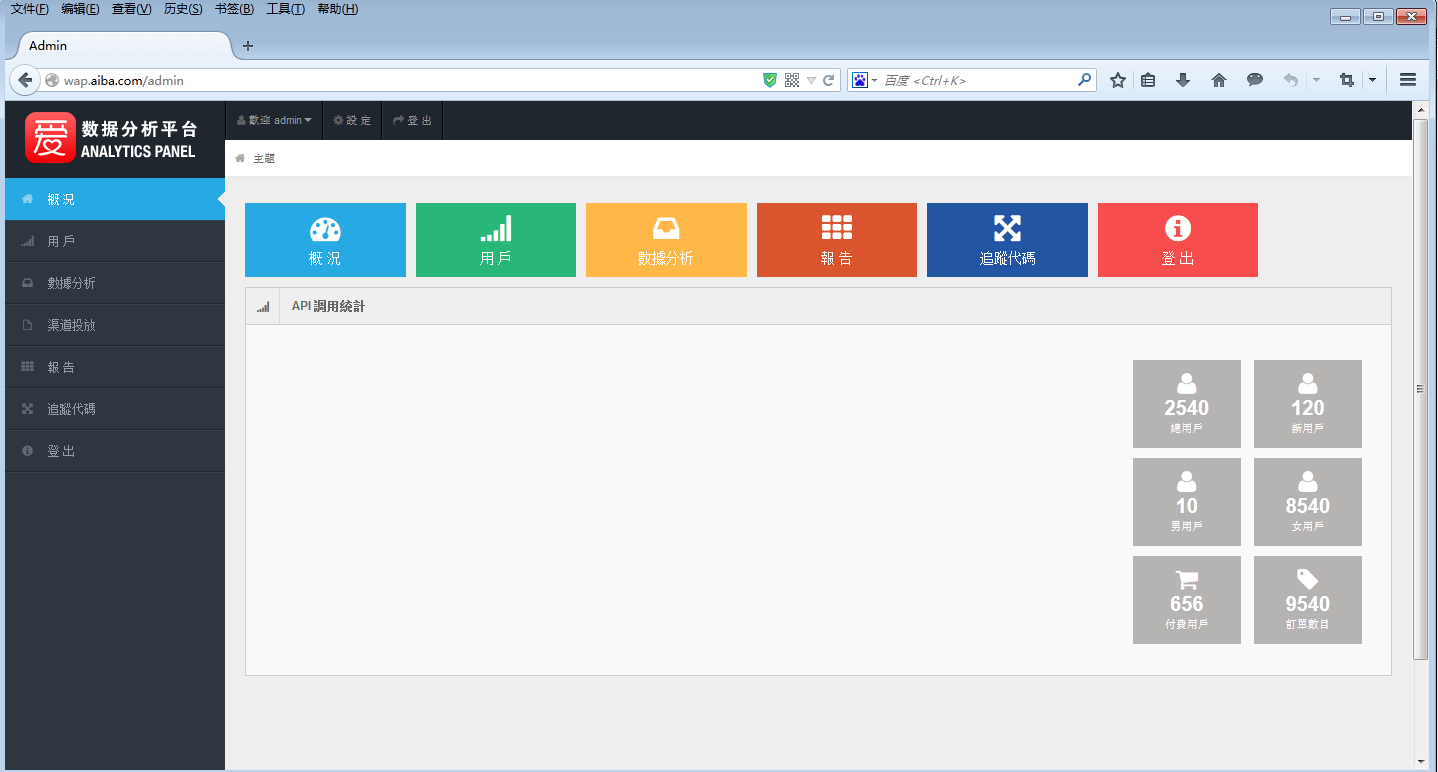 文件(F) 编辑(E) 查看(V) 历史(S) 书签(B) 工具(T) 帮助(H)
Admin
wap.aiba.com/admin
百度 <Ctrl+K>
爱 数据分析平台
ANALYTICS PANEL
歡迎 admin
設 定
登 出
主題
概 況
用 戶
數據分析
渠道投放
報 告
追蹤代碼
登 出
概 況
用 戶
數據分析
報 告
追蹤代碼
登 出
API 調用統計
2540
總用戶
120
新用戶
10
男用戶
8540
女用戶
656
付費用戶
9540
訂單數目